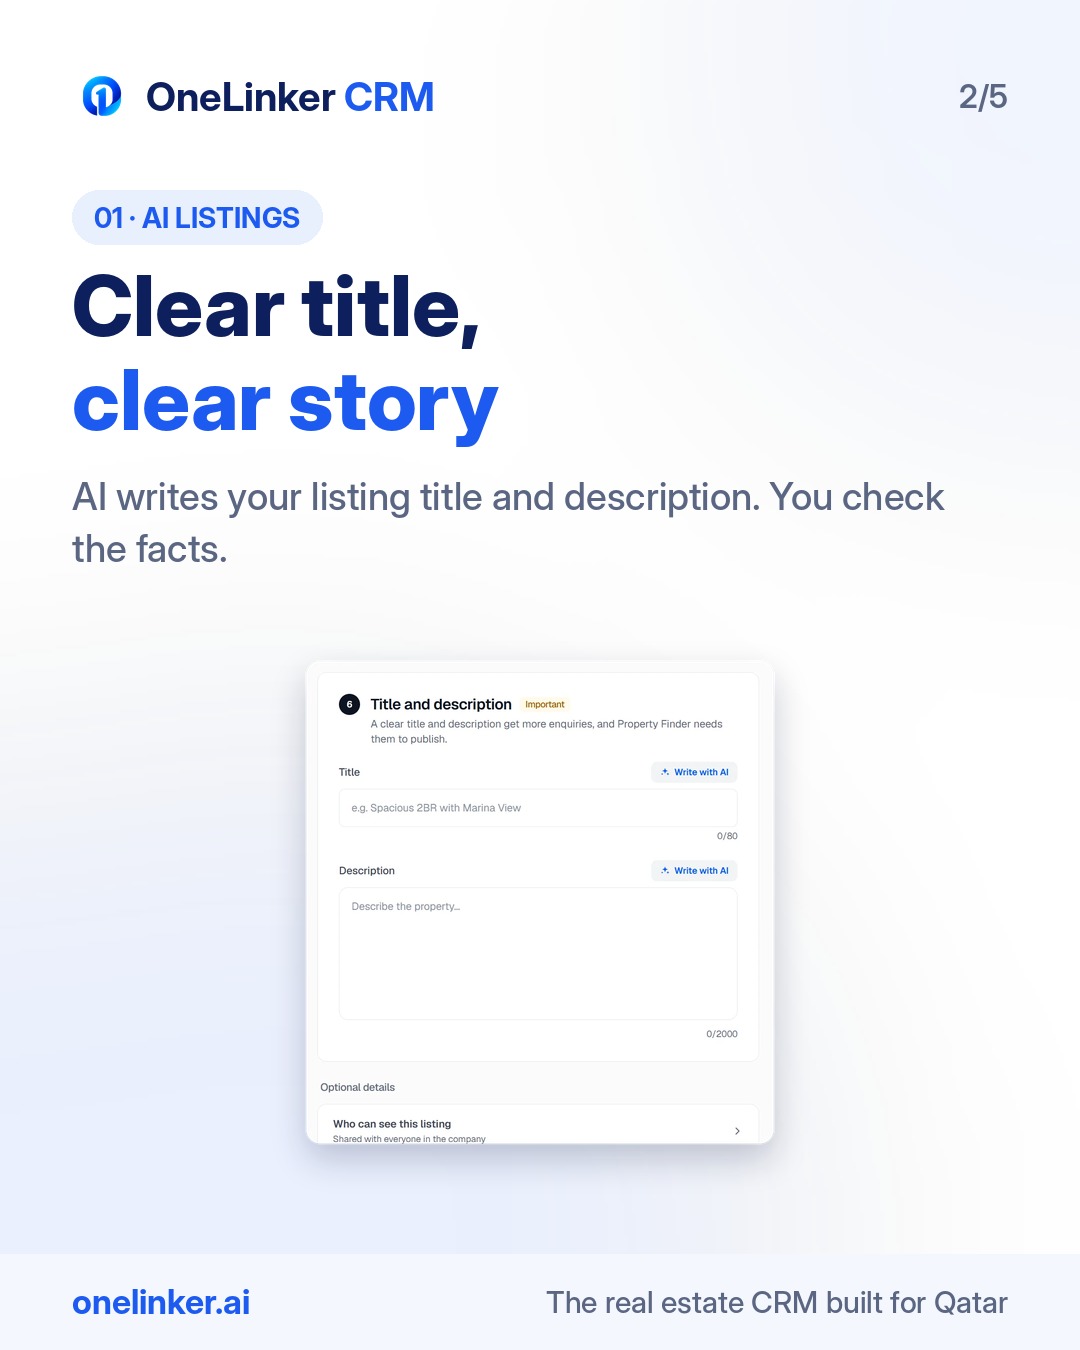 OneLinker CRM
2/5
01 · AI LISTINGS
Clear title,
clear story
AI writes your listing title and description. You check
the facts.
6 Title and description Important
A clear title and description get more enquiries, and Property Finder needs
them to publish.
Title Write with AI
e.g. Spacious 2BR with Marina View
0/80
Description Write with AI
Describe the property...
0/2000
Optional details
Who can see this listing
Shared with everyone in the company
onelinker.ai
The real estate CRM built for Qatar